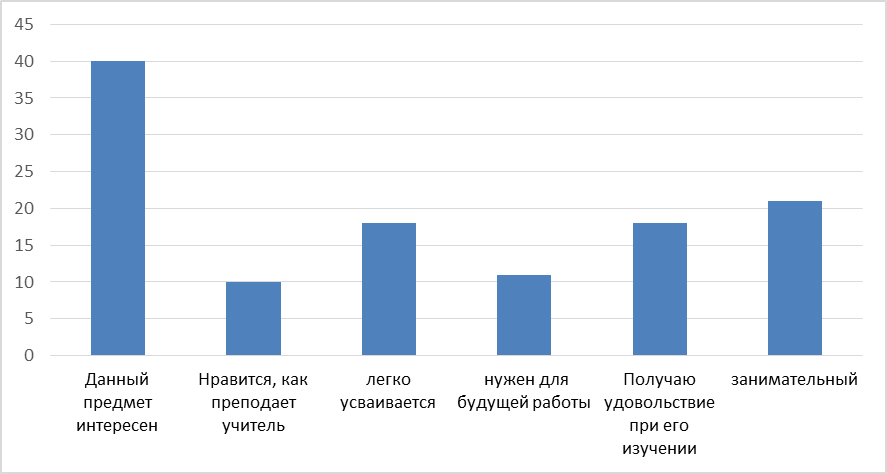 45
40
35
30
25
20
15
10
5
0
Данный
предмет
интересен
Нравится, как
преподает
учитель
легко
усваивается
нужен для
будущей работы
Получаю
удовольствие
при его
изучении
занимательный